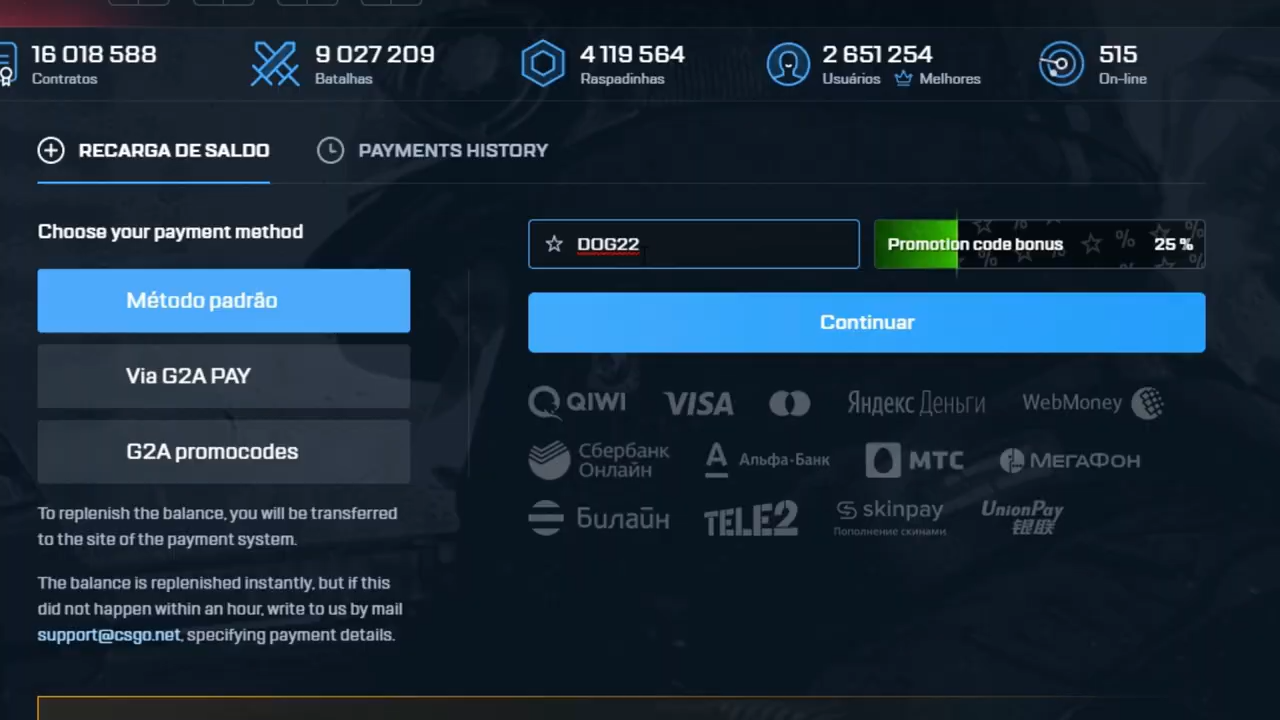 16 018 588
Contratos
9 027 209
Batalhas
4 119 564
Raspadinhas
2 651 254
Usuários Melhores
515
On-line
RECARGA DE SALDO
PAYMENTS HISTORY
Choose your payment method
Método padrão
Via G2A PAY
G2A promocodes
To replenish the balance, you will be transferred
to the site of the payment system.
The balance is replenished instantly, but if this
did not happen within an hour, write to us by mail
support@csgo.net, specifying payment details.
DOG22
Promotion code bonus 25 %
Continuar
QIWI VISA Яндекс Деньги WebMoney
Сбербанк
Онлайн
Альфа-Банк
МТС
МЕГАФОН
Билайн
TELE2
skinpay
Пополнение скинами
UnionPay
银联